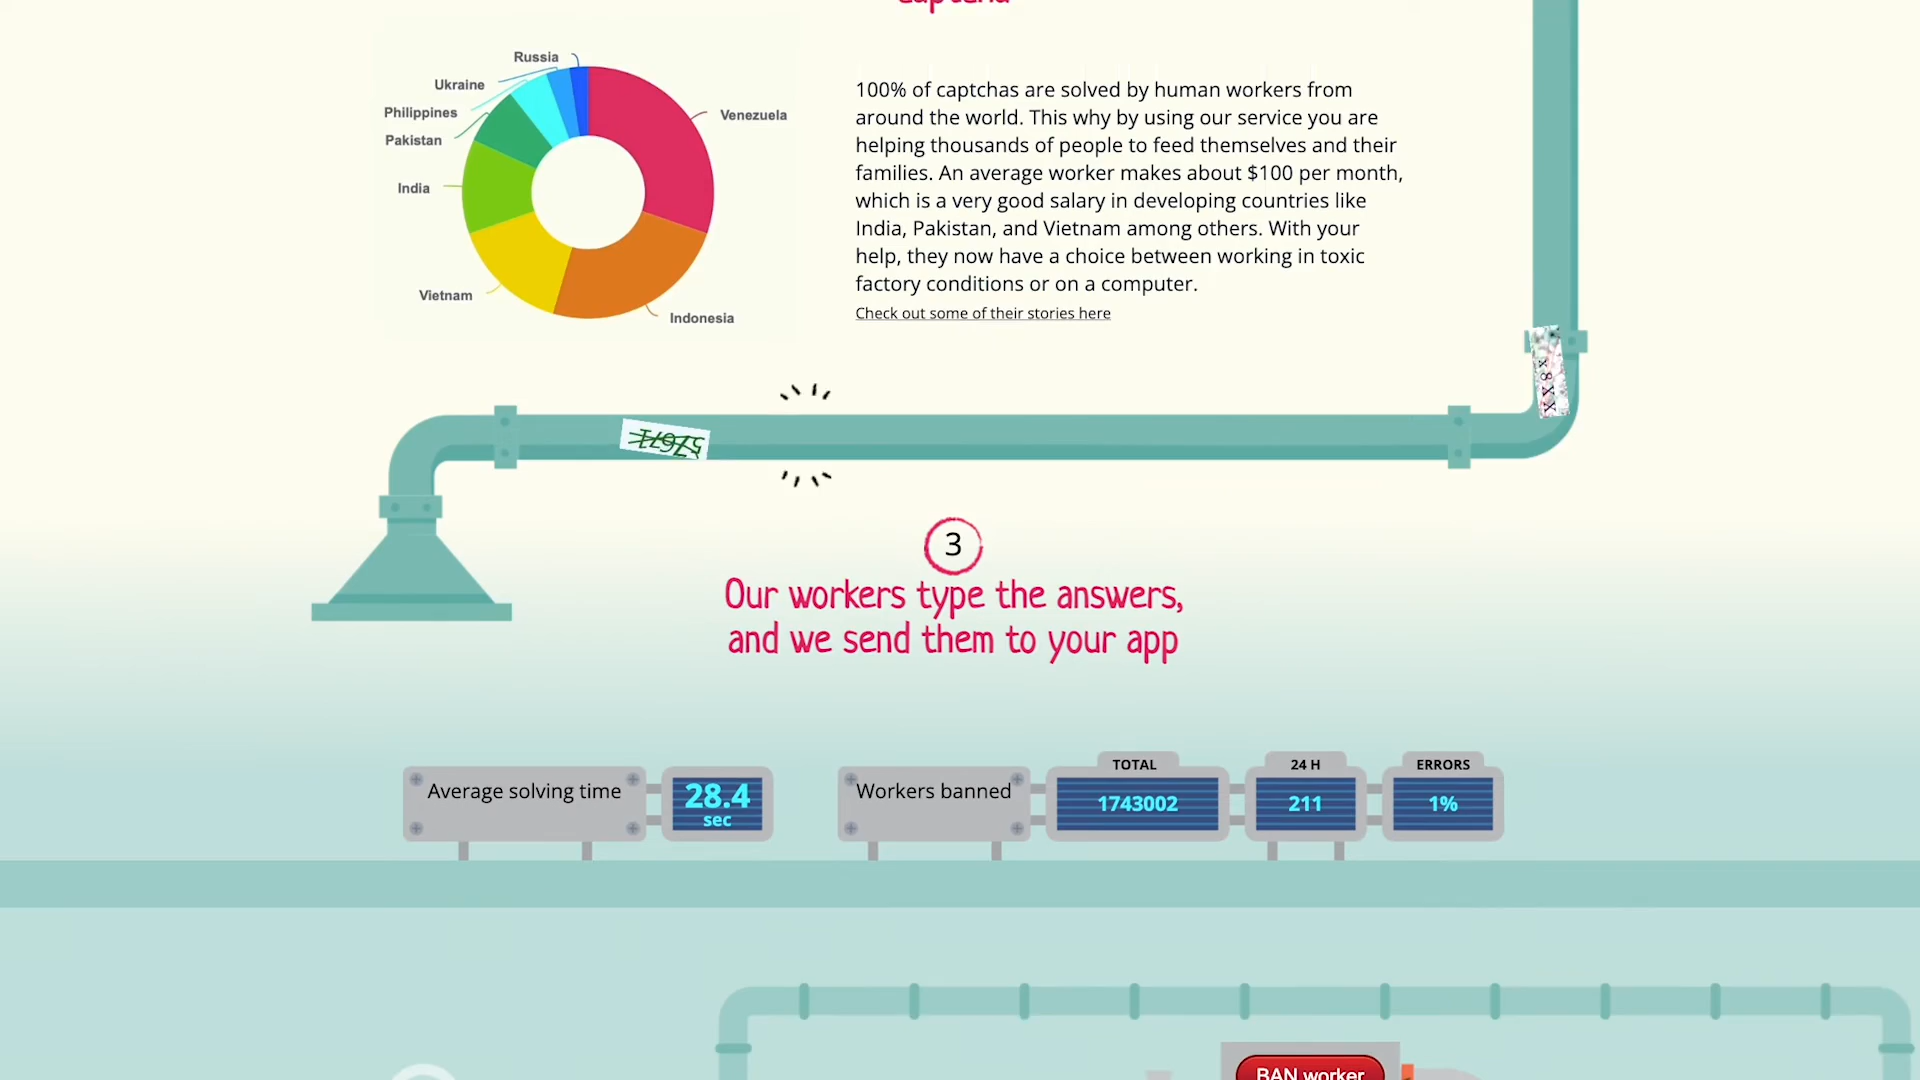 Russia
Ukraine
Philippines
Pakistan
India
Vietnam
Venezuela
Indonesia
100% of captchas are solved by human workers from
around the world. This why by using our service you are
helping thousands of people to feed themselves and their
families. An average worker makes about $100 per month,
which is a very good salary in developing countries like
India, Pakistan, and Vietnam among others. With your
help, they now have a choice between working in toxic
factory conditions or on a computer.
Check out some of their stories here
57671
x8XX
3
Our workers type the answers,
and we send them to your app
Average solving time
28.4
sec
Workers banned
TOTAL
1743002
24 H
211
ERRORS
1%
BAN worker